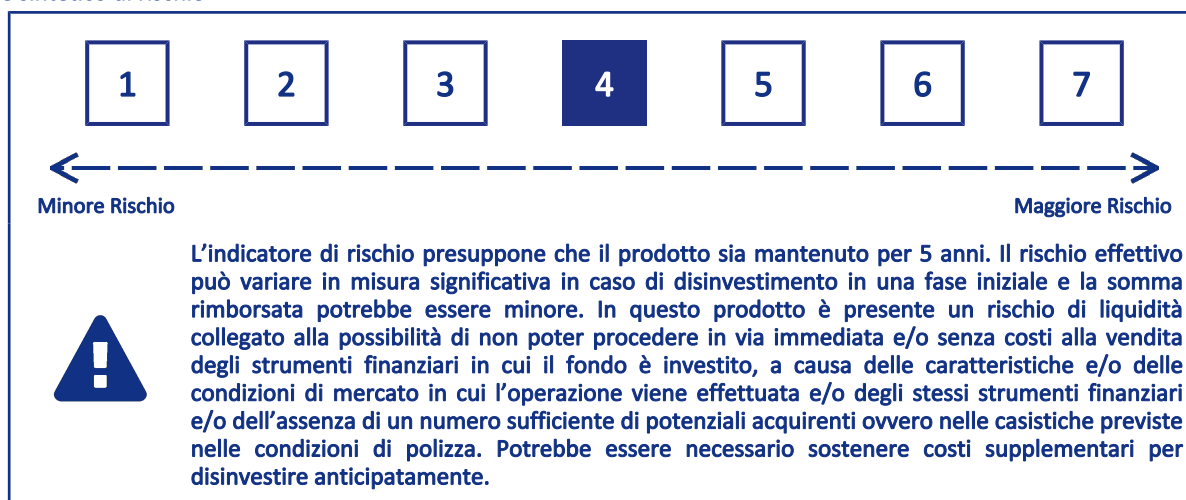 1 2 3 4 5 6 7
Minore Rischio Maggiore Rischio
L'indicatore di rischio presuppone che il prodotto sia mantenuto per 5 anni. Il rischio effettivo
può variare in misura significativa in caso di disinvestimento in una fase iniziale e la somma
rimborsata potrebbe essere minore. In questo prodotto è presente un rischio di liquidità
collegato alla possibilità di non poter procedere in via immediata e/o senza costi alla vendita
degli strumenti finanziari in cui il fondo è investito, a causa delle caratteristiche e/o delle
condizioni di mercato in cui l'operazione viene effettuata e/o degli stessi strumenti finanziari
e/o dell'assenza di un numero sufficiente di potenziali acquirenti ovvero nelle casistiche previste
nelle condizioni di polizza. Potrebbe essere necessario sostenere costi supplementari per
disinvestire anticipatamente.